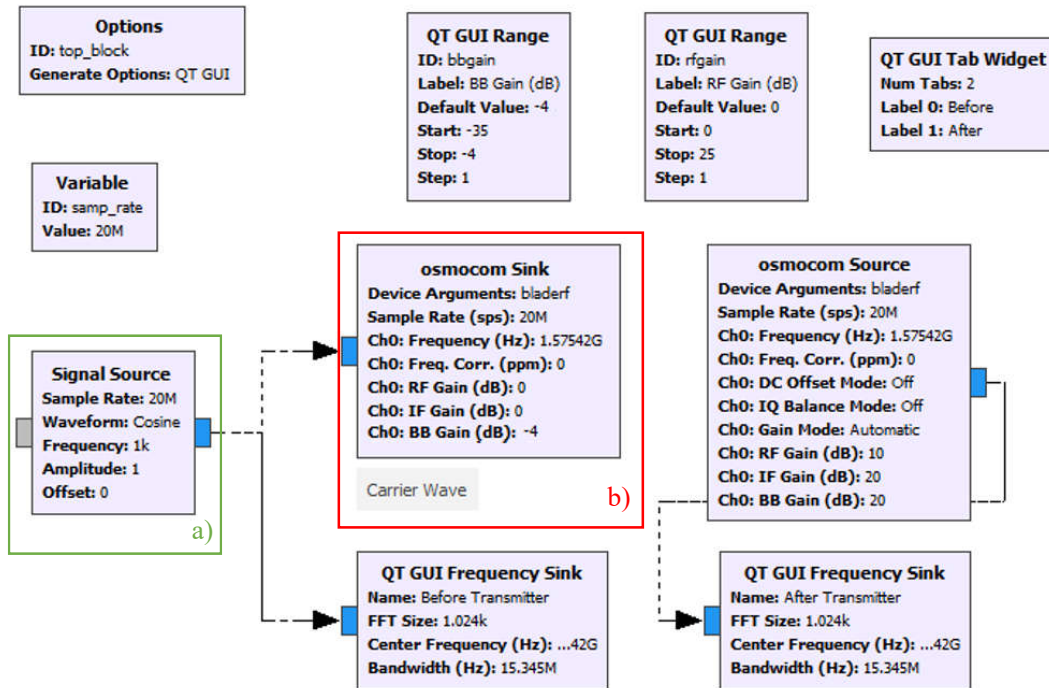 Options
ID: top_block
Generate Options: QT GUI
QT GUI Range
ID: bbgain
Label: BB Gain (dB)
Default Value: -4
Start: -35
Stop: -4
Step: 1
QT GUI Range
ID: rfgain
Label: RF Gain (dB)
Default Value: 0
Start: 0
Stop: 25
Step: 1
QT GUI Tab Widget
Num Tabs: 2
Label 0: Before
Label 1: After
Variable
ID: samp_rate
Value: 20M
Signal Source
Sample Rate: 20M
Waveform: Cosine
Frequency: 1k
Amplitude: 1
Offset: 0
a)
osmocom Sink
Device Arguments: bladerf
Sample Rate (sps): 20M
Ch0: Frequency (Hz): 1.57542G
Ch0: Freq. Corr. (ppm): 0
Ch0: RF Gain (dB): 0
Ch0: IF Gain (dB): 0
Ch0: BB Gain (dB): -4
Carrier Wave
b)
osmocom Source
Device Arguments: bladerf
Sample Rate (sps): 20M
Ch0: Frequency (Hz): 1.57542G
Ch0: Freq. Corr. (ppm): 0
Ch0: DC Offset Mode: Off
Ch0: IQ Balance Mode: Off
Ch0: Gain Mode: Automatic
Ch0: RF Gain (dB): 10
Ch0: IF Gain (dB): 20
Ch0: BB Gain (dB): 20
QT GUI Frequency Sink
Name: Before Transmitter
FFT Size: 1.024k
Center Frequency (Hz): ...42G
Bandwidth (Hz): 15.345M
QT GUI Frequency Sink
Name: After Transmitter
FFT Size: 1.024k
Center Frequency (Hz): ...42G
Bandwidth (Hz): 15.345M